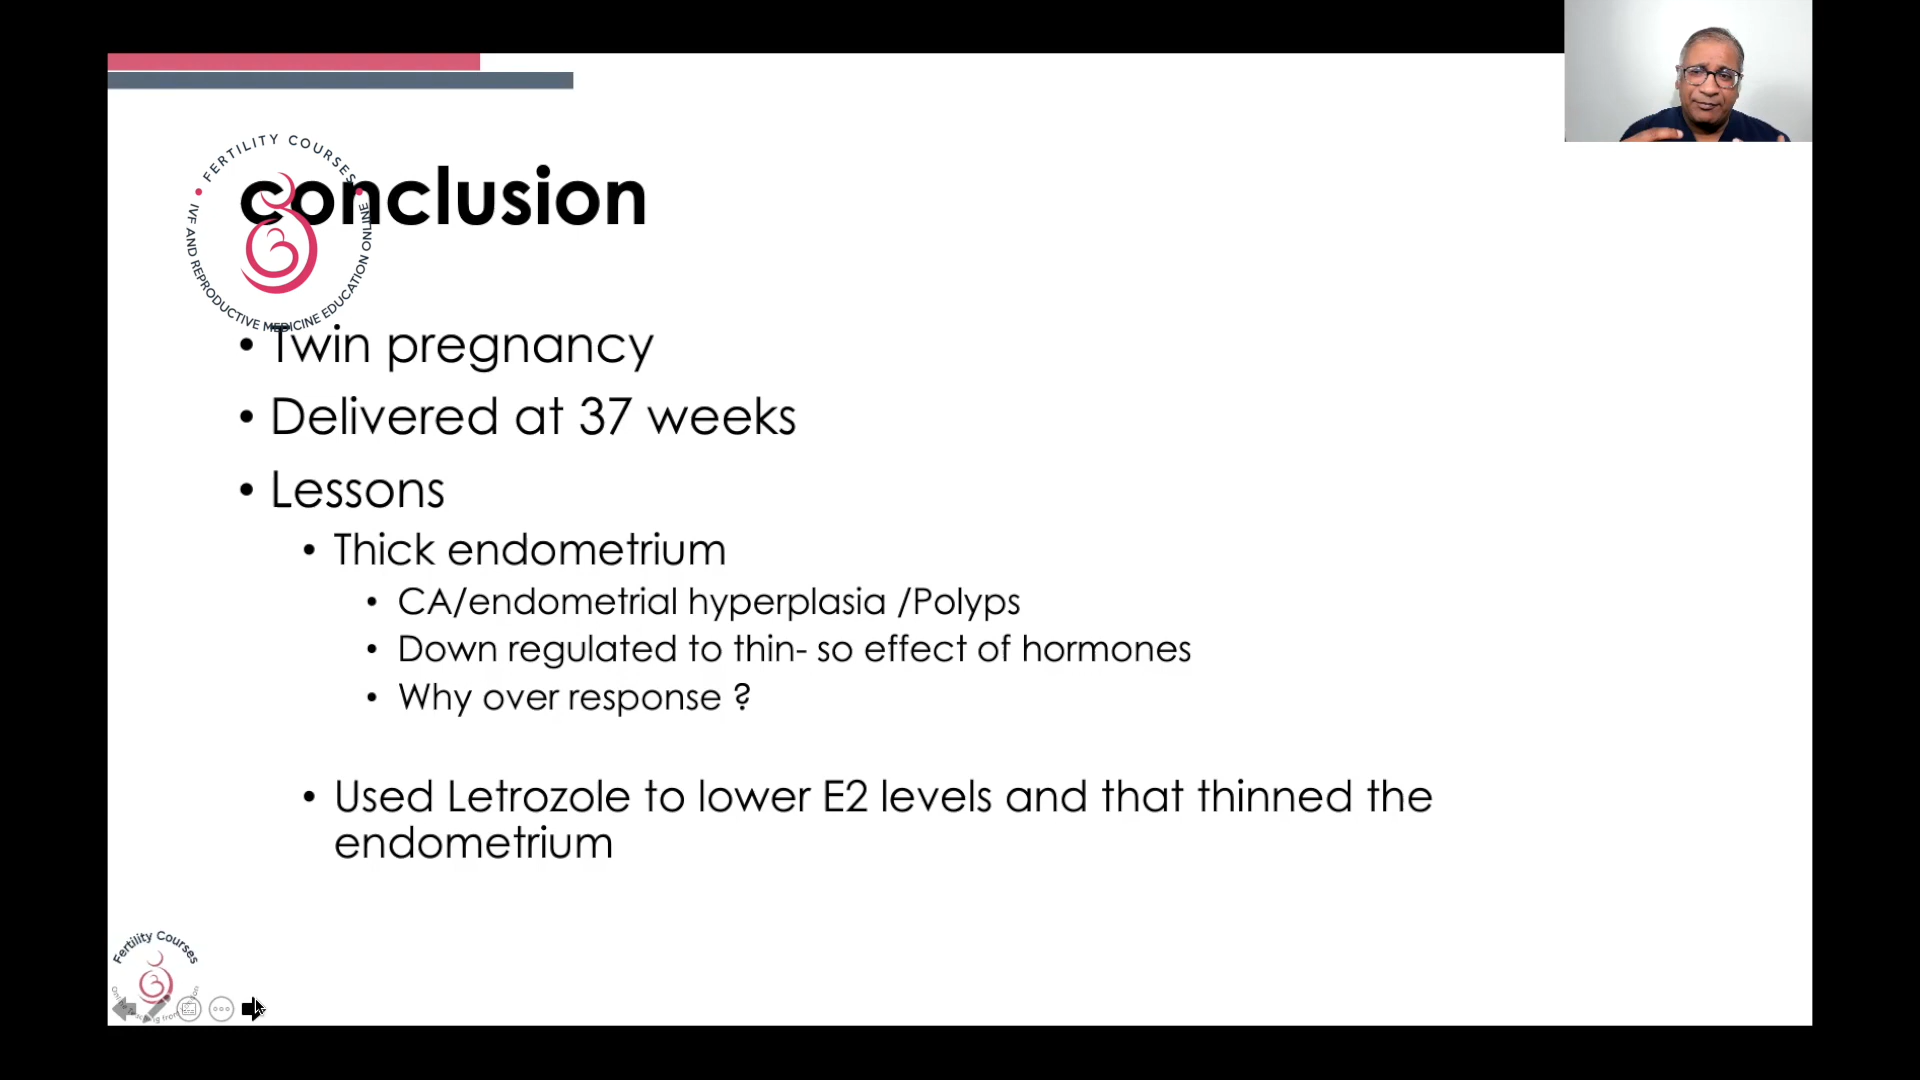 FERTILITY COURSES
IVF AND REPRODUCTIVE MEDICINE EDUCATION ONLINE
conclusion
• Twin pregnancy
• Delivered at 37 weeks
• Lessons
• Thick endometrium
• CA/endometrial hyperplasia /Polyps
• Down regulated to thin- so effect of hormones
• Why over response ?
• Used Letrozole to lower E2 levels and that thinned the
endometrium
Fertility Courses